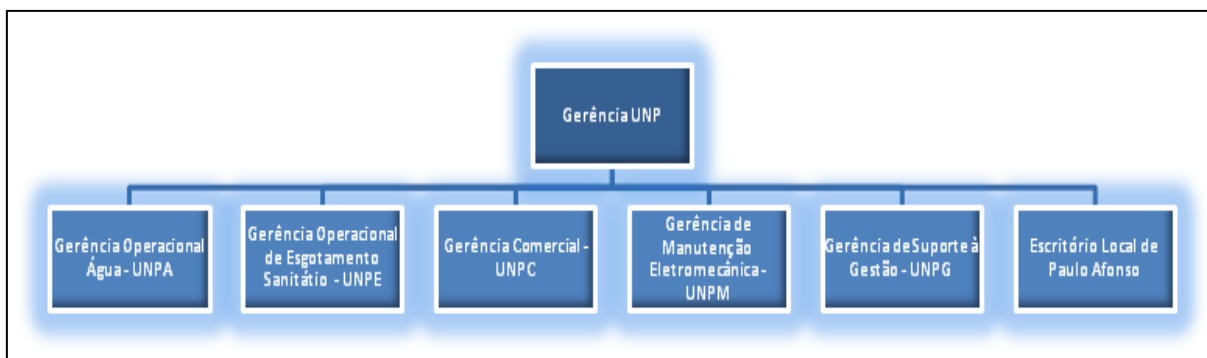 Gerência UNP
Gerência Operacional
Água - UNPA
Gerência Operacional
de Esgotamento
Sanitátio - UNPE
Gerência Comercial -
UNPC
Gerência de
Manutenção
Eletromecânica-
UNPM
Gerência de Suporte à
Gestão - UNPG
Escritório Local de
Paulo Afonso